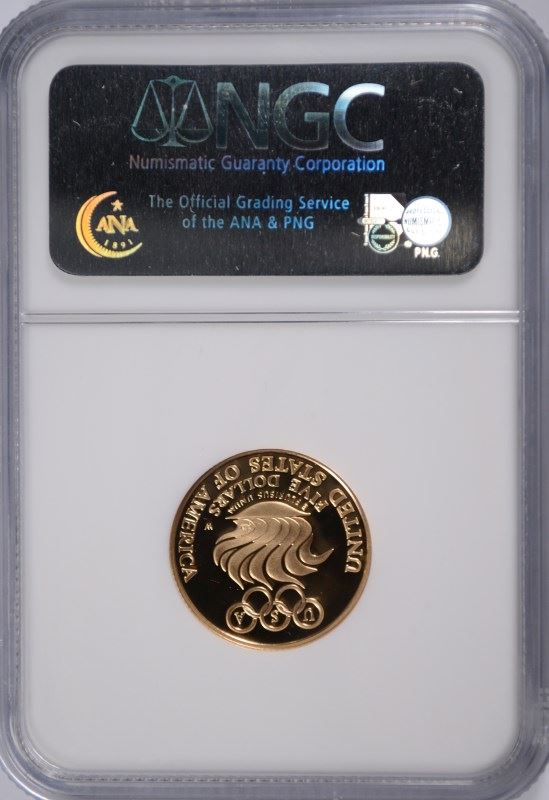 NGC
Numismatic Guaranty Corporation
The Official Grading Service
of the ANA & PNG
ANA
1891
P.N.G.
UNITED STATES OF AMERICA
FIVE DOLLARS
E PLURIBUS UNUM
W
USA